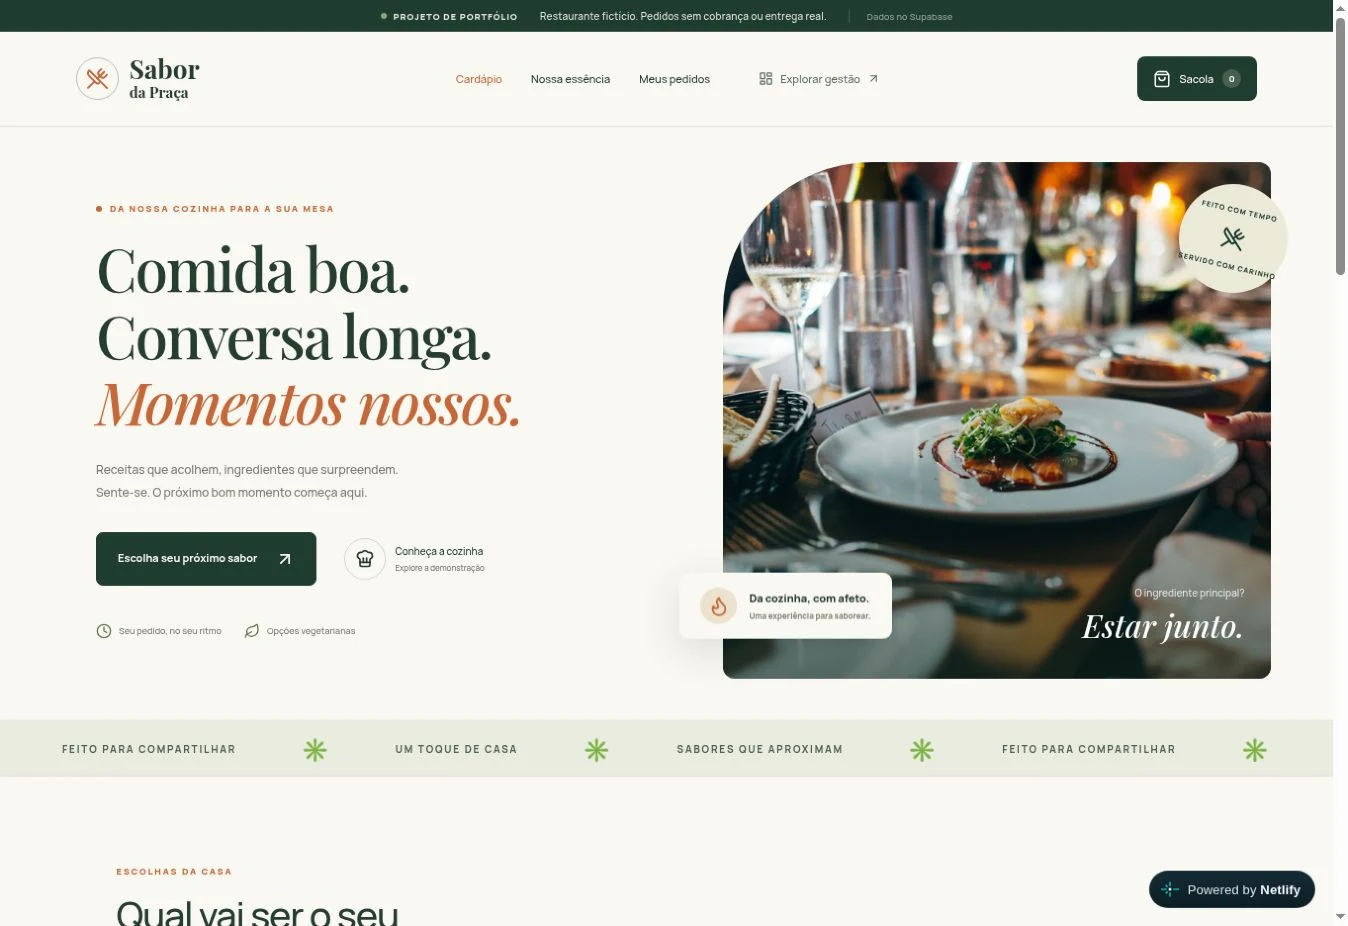 PROJETO DE PORTFÓLIO Restaurante fictício. Pedidos sem cobrança ou entrega real. Dados no Supabase
Sabor
da Praça
Cardápio Nossa essência Meus pedidos Explorar gestão Sacola 0
DA NOSSA COZINHA PARA A SUA MESA
Comida boa.
Conversa longa.
Momentos nossos.
Receitas que acolhem, ingredientes que surpreendem.
Sente-se. O próximo bom momento começa aqui.
Escolha seu próximo sabor
Conheça a cozinha
Explore a demonstração
Seu pedido, no seu ritmo Opções vegetarianas
FEITO COM TEMPO
SERVIDO COM CARINHO
Da cozinha, com afeto.
Uma experiência para saborear.
O ingrediente principal?
Estar junto.
FEITO PARA COMPARTILHAR UM TOQUE DE CASA SABORES QUE APROXIMAM FEITO PARA COMPARTILHAR
ESCOLHAS DA CASA
Qual vai ser o seu
Powered by Netlify